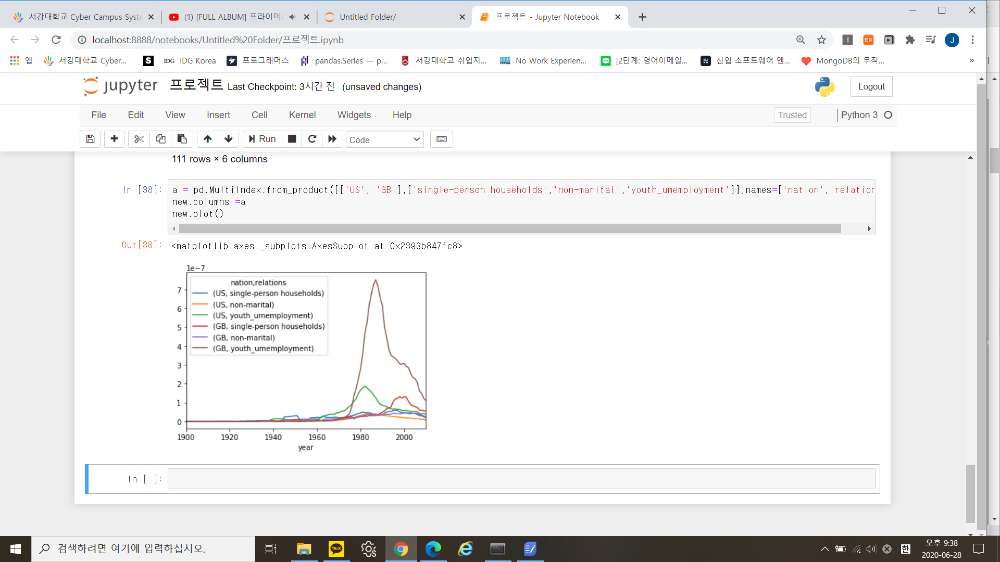 서강대학교 Cyber Campus Syste
(1) [FULL ALBUM] 프라이머리
Untitled Folder/
프로젝트 - Jupyter Notebook
localhost:8888/notebooks/Untitled%20Folder/프로젝트.ipynb
EX
J
앱
서강대학교 Cyber...
S
IDG IDG Korea
프로그래머스
pandas.Series — p...
서강대학교 취업지...
No Work Experien...
[2단계: 영어이메일...
신입 소프트웨어 엔...
MongoDB의 무작...
»
jupyter 프로젝트 Last Checkpoint: 3시간 전 (unsaved changes)
Logout
File Edit View Insert Cell Kernel Widgets Help
Trusted
Python 3
Run
Code
111 rows × 6 columns
In [38]:
a = pd.MultiIndex.from_product([['US', 'GB'],['single-person households','non-marital','youth_umemployment']],names=['nation','relation
new.columns =a
new.plot()
Out[38]:
<matplotlib.axes._subplots.AxesSubplot at 0x2393b847fc8>
1e−7
nation,relations
(US, single-person households)
(US, non-marital)
(US, youth_umemployment)
(GB, single-person households)
(GB, non-marital)
(GB, youth_umemployment)
7
6
5
4
3
2
1
0
1900 1920 1940 1960 1980 2000
year
In [ ]:
검색하려면 여기에 입력하십시오.
TALK
한
오후 9:38
2020-06-28